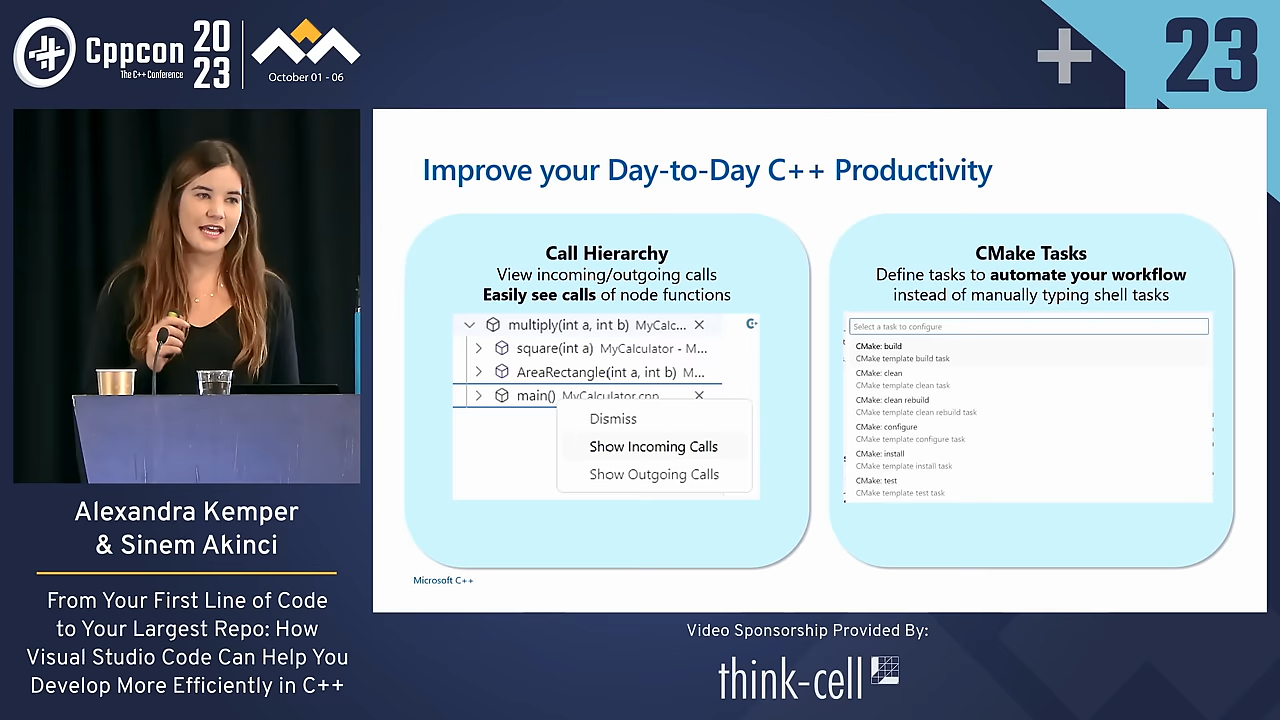 Cppcon
The C++ Conference
20
23
October 01 - 06
23
Improve your Day-to-Day C++ Productivity
Call Hierarchy
View incoming/outgoing calls
Easily see calls of node functions
multiply(int a, int b) MyCalc...
square(int a) MyCalculator - M...
AreaRectangle(int a, int b) M...
main() MyCalculator.cpp
Dismiss
Show Incoming Calls
Show Outgoing Calls
CMake Tasks
Define tasks to automate your workflow
instead of manually typing shell tasks
Select a task to configure
CMake: build
CMake template build task
CMake: clean
CMake template clean task
CMake: clean rebuild
CMake template clean rebuild task
CMake: configure
CMake template configure task
CMake: install
CMake template install task
CMake: test
CMake template test task
Microsoft C++
Alexandra Kemper
& Sinem Akinci
From Your First Line of Code
to Your Largest Repo: How
Visual Studio Code Can Help You
Develop More Efficiently in C++
Video Sponsorship Provided By:
think-cell